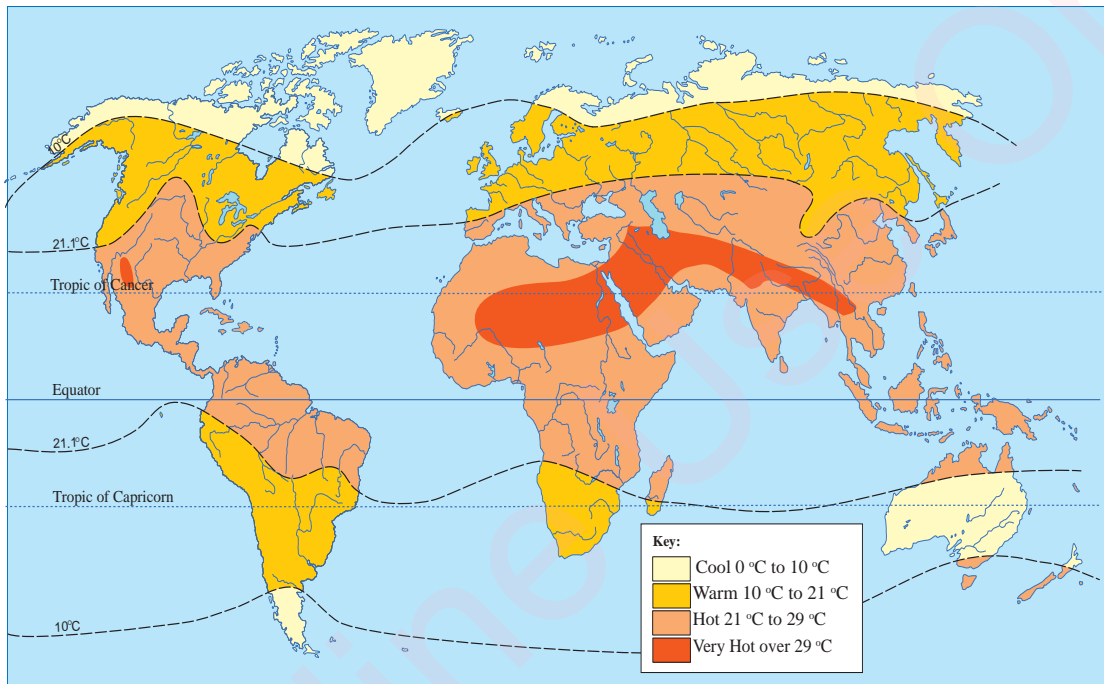 10°C
21.1°C
Tropic of Cancer
Equator
21.1°C
Tropic of Capricorn
10°C
Key:
Cool 0 °C to 10 °C
Warm 10 °C to 21 °C
Hot 21 °C to 29 °C
Very Hot over 29 °C